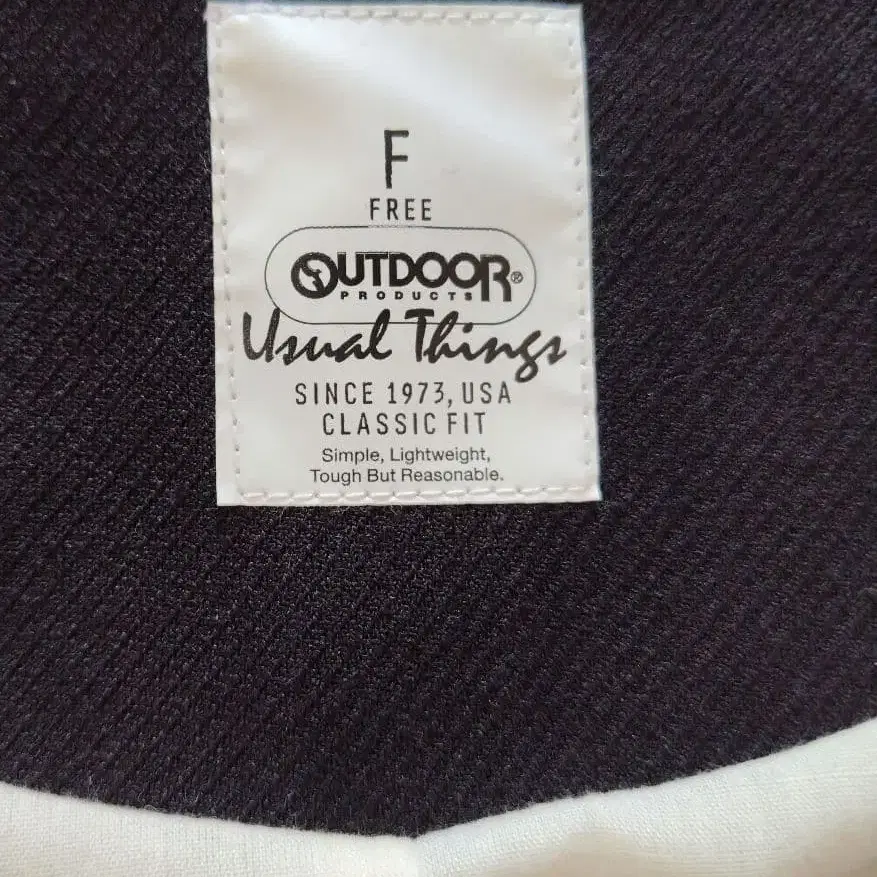 F
FREE
OUTDOOR®
PRODUCTS
Usual Things
SINCE 1973, USA
CLASSIC FIT
Simple, Lightweight,
Tough But Reasonable.